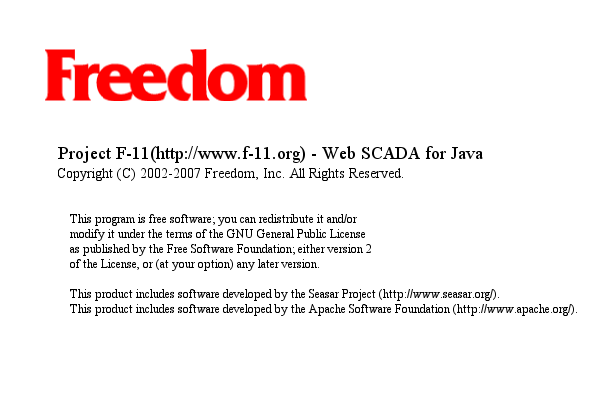 Freedom
Project F-11(http://www.f-11.org) - Web SCADA for Java
Copyright (C) 2002-2007 Freedom, Inc. All Rights Reserved.
This program is free software; you can redistribute it and/or
modify it under the terms of the GNU General Public License
as published by the Free Software Foundation; either version 2
of the License, or (at your option) any later version.
This product includes software developed by the Seasar Project (http://www.seasar.org/).
This product includes software developed by the Apache Software Foundation (http://www.apache.org/).